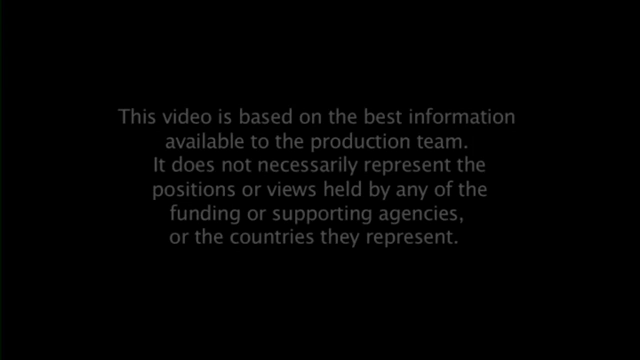 This video is based on the best information
available to the production team.
It does not necessarily represent the
positions or views held by any of the
funding or supporting agencies,
or the countries they represent.